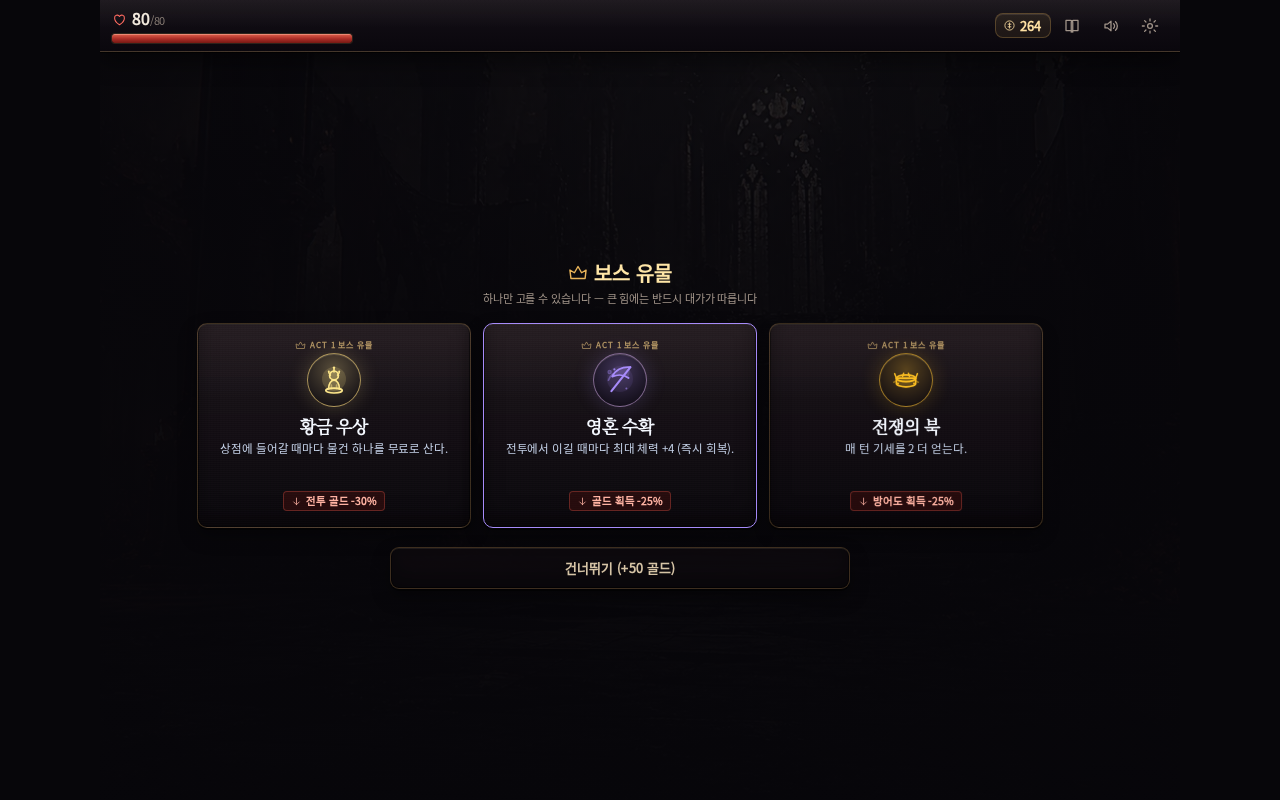 80/80
264
보스 유물
하나만 고를 수 있습니다 — 큰 힘에는 반드시 대가가 따릅니다
ACT 1 보스 유물
황금 우상
상점에 들어갈 때마다 물건 하나를 무료로 산다.
↓ 전투 골드 -30%
ACT 1 보스 유물
영혼 수확
전투에서 이길 때마다 최대 체력 +4 (즉시 회복).
↓ 골드 획득 -25%
ACT 1 보스 유물
전쟁의 북
매 턴 기세를 2 더 얻는다.
↓ 방어도 획득 -25%
건너뛰기 (+50 골드)